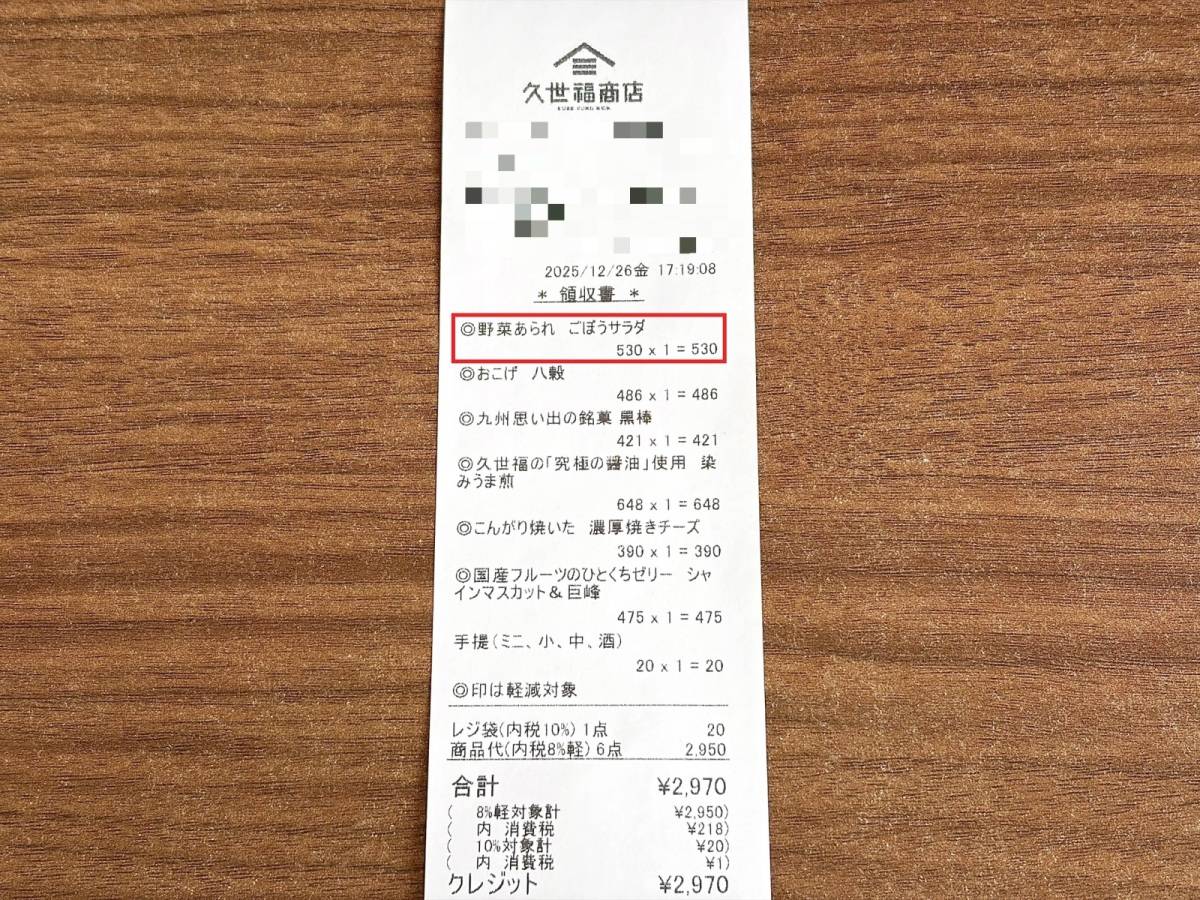 久世福商店
KUZE FUKU & CO.
2025/12/26金 17:19:08
* 領収書 *
◎野菜あられ ごぼうサラダ
530 x 1 = 530
◎おこげ 八穀
486 x 1 = 486
◎九州思い出の銘菓 黒棒
421 x 1 = 421
◎久世福の「究極の醤油」使用 染
みうま煎
648 x 1 = 648
◎こんがり焼いた 濃厚焼きチーズ
390 x 1 = 390
◎国産フルーツのひとくちゼリー シャ
インマスカット&巨峰
475 x 1 = 475
手提(ミニ、小、中、酒)
20 x 1 = 20
◎印は軽減対象
レジ袋(内税10%) 1点 20
商品代(内税8%軽) 6点 2,950
合計 ¥2,970
( 8%軽対象計 ¥2,950)
( 内 消費税 ¥218)
( 10%対象計 ¥20)
( 内 消費税 ¥1)
クレジット ¥2,970